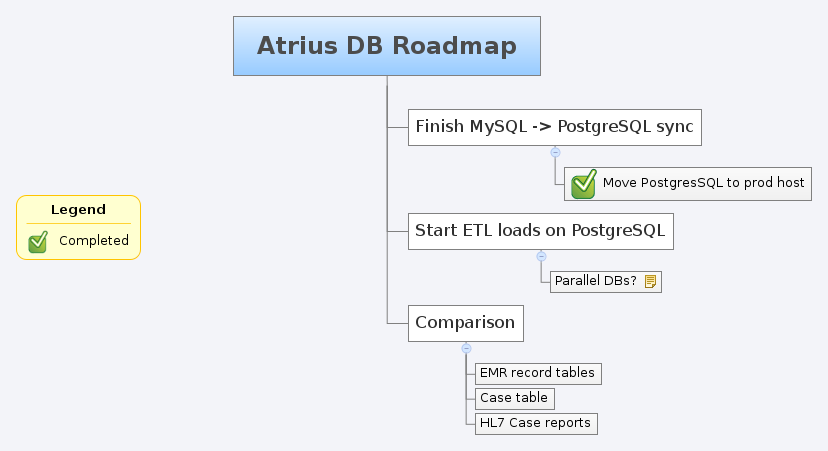 Atrius DB Roadmap
Finish MySQL -> PostgreSQL sync
Move PostgresSQL to prod host
Legend
Completed
Start ETL loads on PostgreSQL
Parallel DBs?
Comparison
EMR record tables
Case table
HL7 Case reports